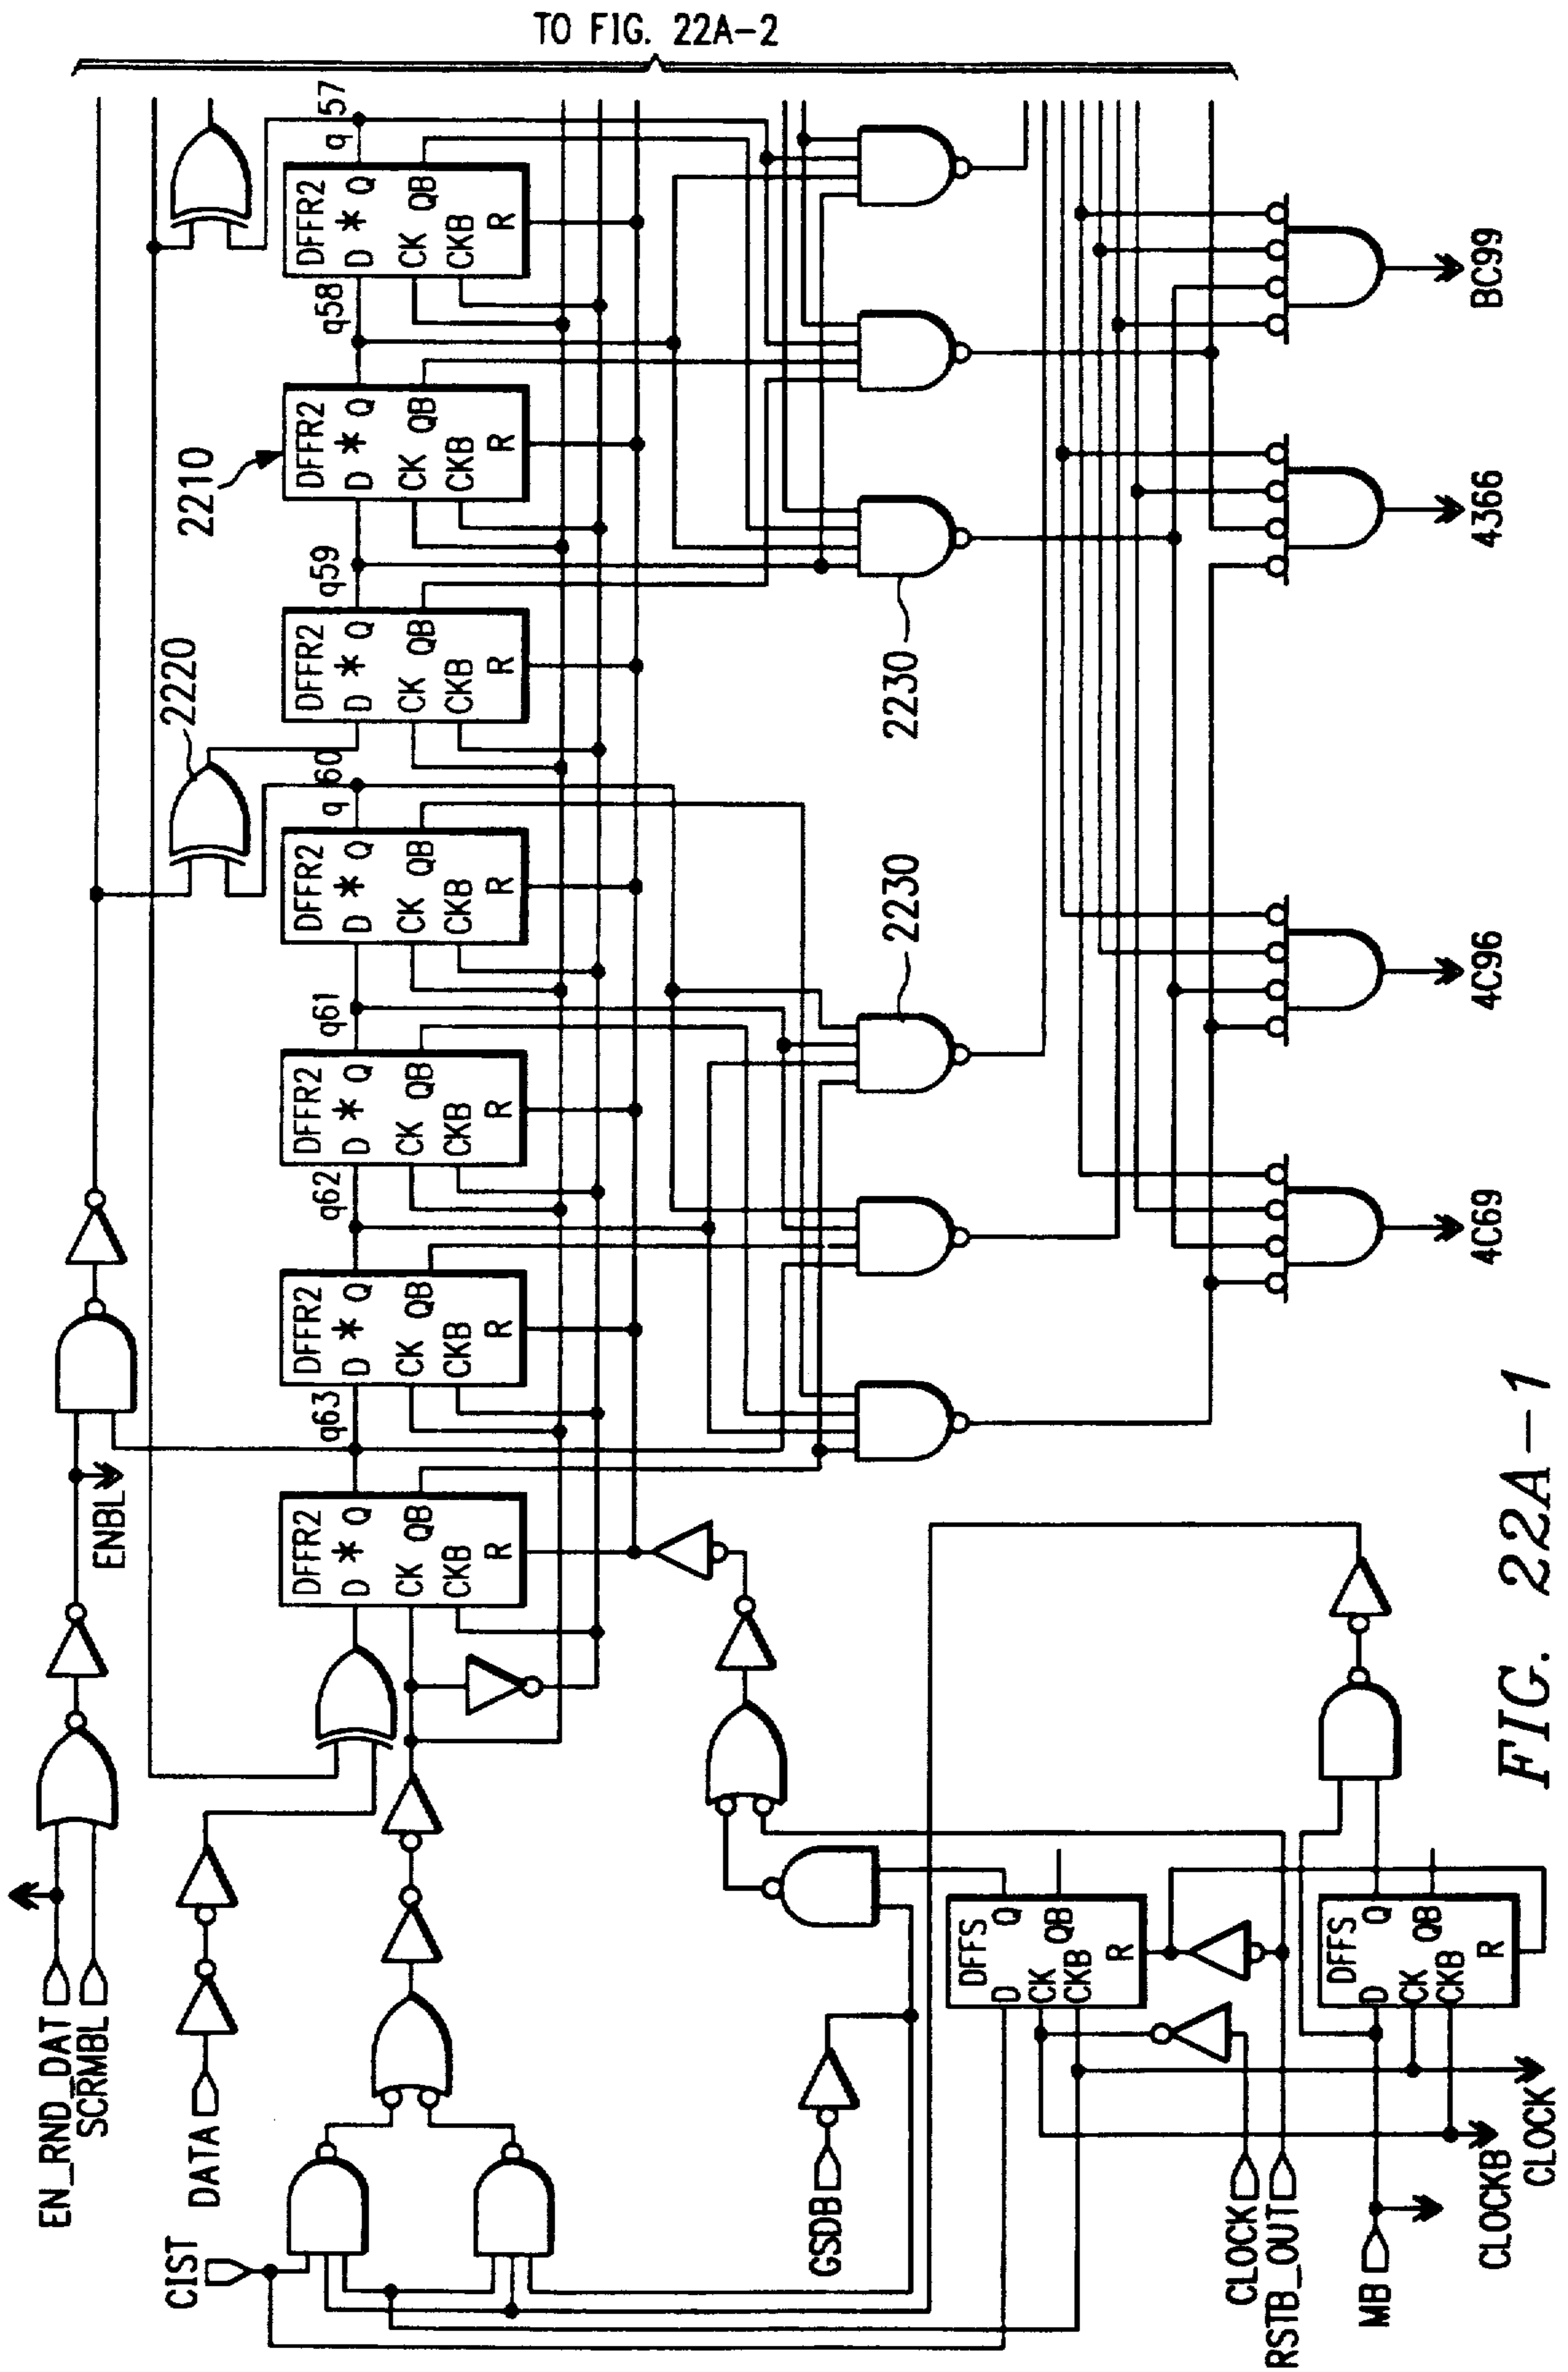 TO FIG. 22A-2
EN_RND_DAT
SCRMBL
ENBL
DATA
CIST
2220
2210
q63
q62
q61
q 60
q59
q58
q 57
DFFR2
D * Q
CK QB
CKB
R
DFFR2
D * Q
CK QB
CKB
R
DFFR2
D * Q
CK QB
CKB
R
DFFR2
D * Q
CK QB
CKB
R
DFFR2
D * Q
CK QB
CKB
R
DFFR2
D * Q
CK QB
CKB
R
DFFR2
D * Q
CK QB
CKB
R
2230
2230
GSDB
DFFS
D Q
CK QB
CKB
R
CLOCK
RSTB_OUT
DFFS
D Q
CK QB
CKB
R
MB
CLOCKB
CLOCK
4C69
4C96
4366
BC99
FIG. 22A-1